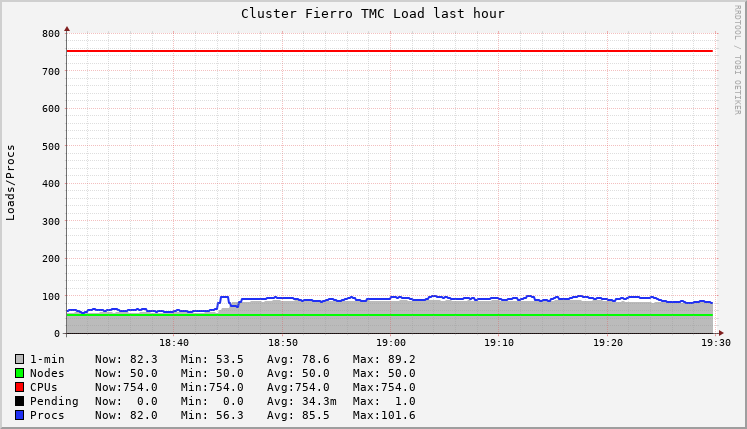 Cluster Fierro TMC Load last hour
RRDTOOL / TOBI OETIKER
Loads/Procs
800
700
600
500
400
300
200
100
0
18:40 18:50 19:00 19:10 19:20 19:30
1-min Now: 82.3 Min: 53.5 Avg: 78.6 Max: 89.2
Nodes Now: 50.0 Min: 50.0 Avg: 50.0 Max: 50.0
CPUs Now:754.0 Min:754.0 Avg:754.0 Max:754.0
Pending Now: 0.0 Min: 0.0 Avg: 34.3m Max: 1.0
Procs Now: 82.0 Min: 56.3 Avg: 85.5 Max:101.6